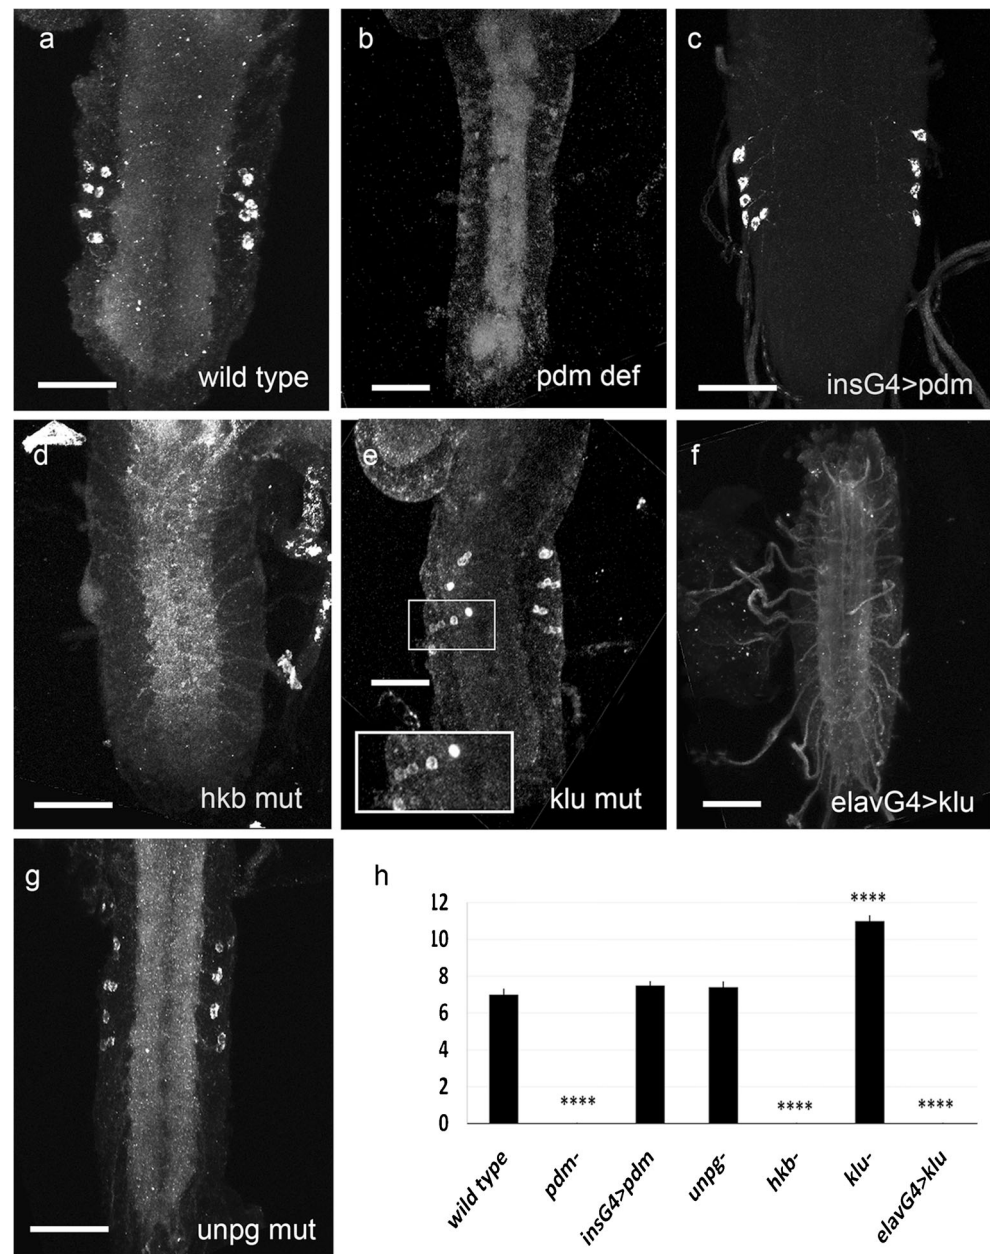 a
wild type
b
pdm def
c
insG4>pdm
d
hkb mut
e
klu mut
f
elavG4>klu
g
unpg mut
h
12
10
8
6
4
2
0
****
****
****
****
wild type
pdm-
insG4>pdm
unpg-
hkb-
klu-
elavG4>klu